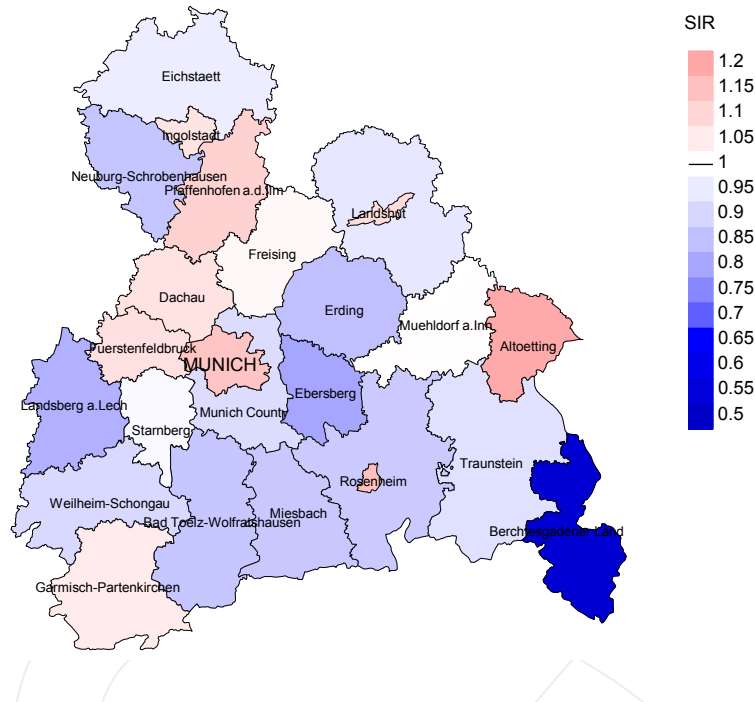 SIR
1.2
1.15
1.1
1.05
1
0.95
0.9
0.85
0.8
0.75
0.7
0.65
0.6
0.55
0.5
Eichstaett
Ingolstadt
Neuburg-Schrobenhausen
Pfaffenhofen a.d.Ilm
Landshut
Freising
Dachau
Erding
Muehldorf a.Inn
Fuerstenfeldbruck
Altoetting
MUNICH
Ebersberg
Landsberg a.Lech
Munich County
Starnberg
Traunstein
Rosenheim
Weilheim-Schongau
Miesbach
Bad Toelz-Wolfratshausen
Berchtesgadener Land
Garmisch-Partenkirchen